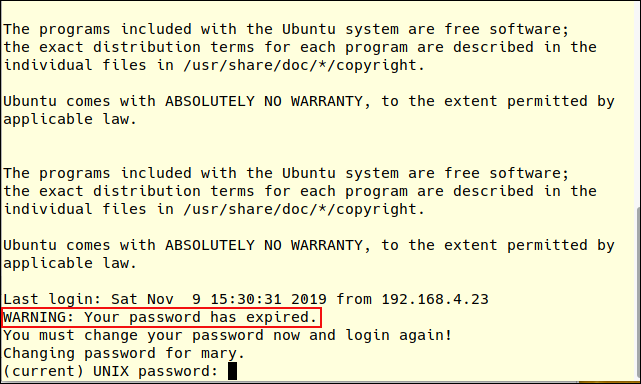 The programs included with the Ubuntu system are free software;
the exact distribution terms for each program are described in the
individual files in /usr/share/doc/*/copyright.
Ubuntu comes with ABSOLUTELY NO WARRANTY, to the extent permitted by
applicable law.
The programs included with the Ubuntu system are free software;
the exact distribution terms for each program are described in the
individual files in /usr/share/doc/*/copyright.
Ubuntu comes with ABSOLUTELY NO WARRANTY, to the extent permitted by
applicable law.
Last login: Sat Nov  9 15:30:31 2019 from 192.168.4.23
WARNING: Your password has expired.
You must change your password now and login again!
Changing password for mary.
(current) UNIX password: